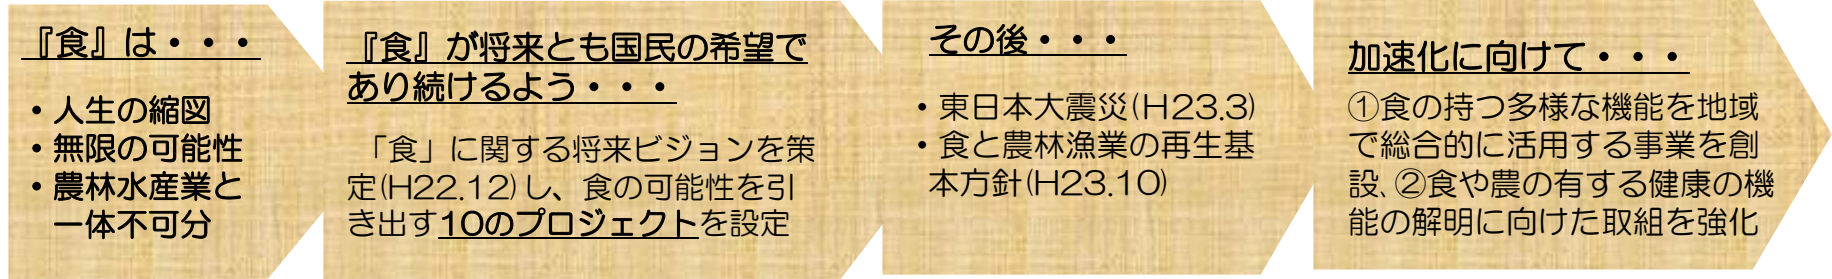 『食』は・・・
・人生の縮図
・無限の可能性
・農林水産業と
一体不可分
『食』が将来とも国民の希望で
あり続けるよう・・・
「食」に関する将来ビジョンを策
定(H22.12)し、食の可能性を引
き出す10のプロジェクトを設定
その後・・・
・東日本大震災(H23.3)
・食と農林漁業の再生基
本方針(H23.10)
加速化に向けて・・・
①食の持つ多様な機能を地域
で総合的に活用する事業を創
設、②食や農の有する健康の機
能の解明に向けた取組を強化